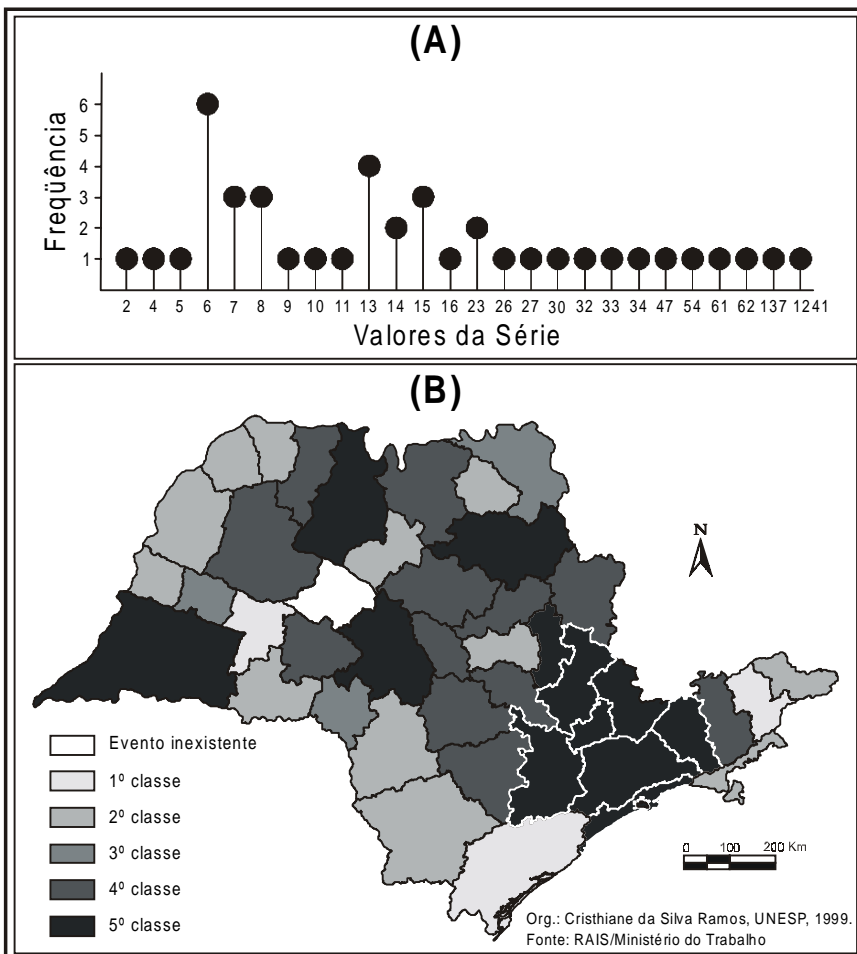 (A)
Freqüência
6
5
4
3
2
1
2 4 5 6 7 8 9 10 11 13 14 15 16 23 26 27 30 32 33 34 47 54 61 62 137 1241
Valores da Série
(B)
N
Evento inexistente
1º classe
2º classe
3º classe
4º classe
5º classe
0 100 200 Km
Org.: Cristhiane da Silva Ramos, UNESP, 1999.
Fonte: RAIS/Ministério do Trabalho